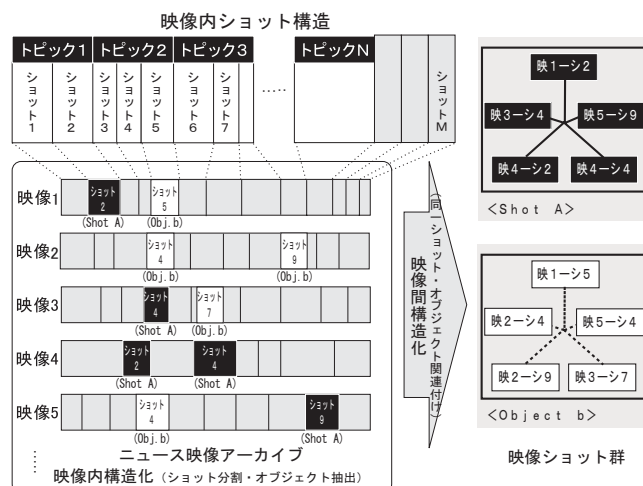 映像内ショット構造
トピック1 トピック2 トピック3 トピックN
ショット1 ショット2 ショット3 ショット4 ショット5 ショット6 ショット7 ‥‥‥ ショットM
映像1 ショット2 ショット5
(Shot A) (Obj.b)
映像2 ショット4 ショット9
(Obj.b) (Obj.b)
映像3 ショット4 ショット7
(Shot A) (Obj.b)
映像4 ショット2 ショット4
(Shot A) (Shot A)
映像5 ショット4 ショット9
(Obj.b) (Shot A)
ニュース映像アーカイブ
映像内構造化(ショット分割・オブジェクト抽出)
映像間構造化
(同一ショット・オブジェクト関連付け)
映1ーシ2
映3ーシ4 映5ーシ9
映4ーシ2 映4ーシ4
<Shot A>
映1ーシ5
映2ーシ4 映5ーシ4
映2ーシ9 映3ーシ7
<Object b>
映像ショット群